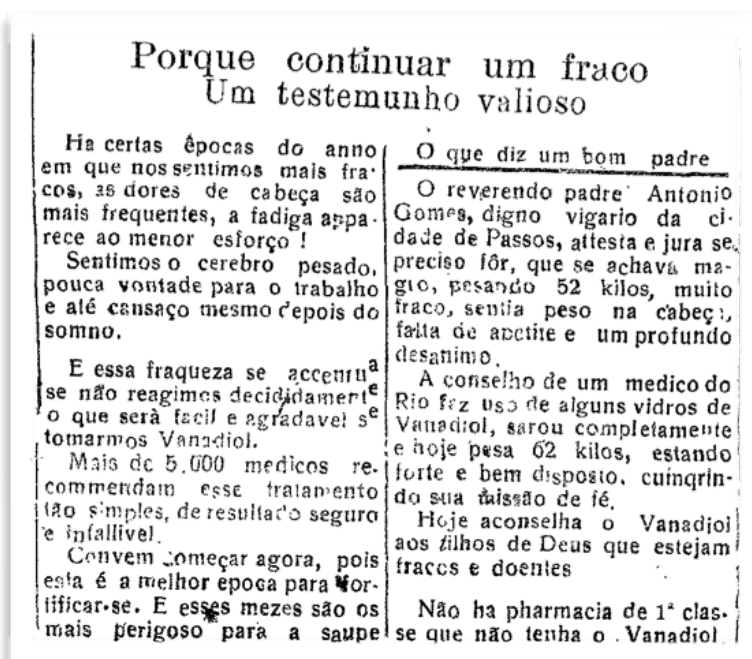 Porque continuar um fraco
Um testemunho valioso
Ha certas épocas do anno
em que nos sentimos mais fra-
cos, as dores de cabeça são
mais frequentes, a fadiga appa-
rece ao menor esforço !
Sentimos o cerebro pesado,
pouca vontade para o trabalho
e até cansaço mesmo depois do
somno.
E essa fraqueza se accentua
se não reagimos decididamente
o que serà facil e agradavel se
tomarmos Vanadiol.
Mais de 5.000 medicos re-
commendam esse tratamento
tão simples, de resultado seguro
e infallivel.
Convem começar agora, pois
esta é a melhor epoca para for-
tificar-se. E esses mezes são os
mais perigoso para a saupe
O que diz um bom padre
O reverendo padre Antonio
Gomes, digno vigario da ci-
dade de Passos, attesta e jura se
preciso fôr, que se achava ma-
gro, pesando 52 kilos, muito
fraco, sentia peso na cabeça,
falta de apetite e um profundo
desanimo.
A conselho de um medico do
Rio fez uso de alguns vidros de
Vanadiol, sarou completamente
e hoje pesa 62 kilos, estando
forte e bem disposto, cumqrin-
do sua missão de fé.
Hoje aconselha o Vanadiol
aos filhos de Deus que estejam
fracos e doentes
Não ha pharmacia de 1ª clas-
se que não tenha o Vanadiol